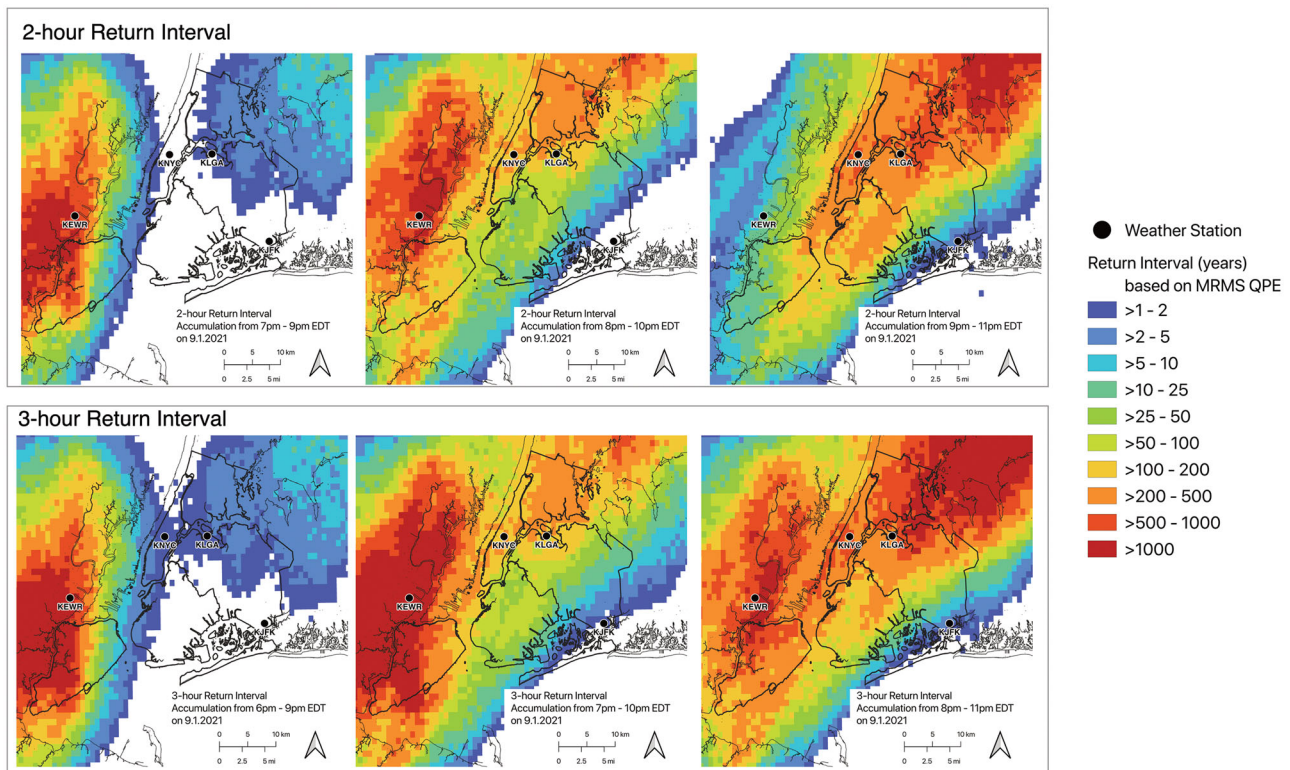 2-hour Return Interval
KNYC
KLGA
KEWR
KJFK
2-hour Return Interval
Accumulation from 7pm - 9pm EDT
on 9.1.2021
0 5 10 km
0 2.5 5 mi
KNYC
KLGA
KEWR
KJFK
2-hour Return Interval
Accumulation from 8pm - 10pm EDT
on 9.1.2021
0 5 10 km
0 2.5 5 mi
KNYC
KLGA
KEWR
KJFK
2-hour Return Interval
Accumulation from 9pm - 11pm EDT
on 9.1.2021
0 5 10 km
0 2.5 5 mi
3-hour Return Interval
KNYC
KLGA
KEWR
KJFK
3-hour Return Interval
Accumulation from 6pm - 9pm EDT
on 9.1.2021
0 5 10 km
0 2.5 5 mi
KNYC
KLGA
KEWR
KJFK
3-hour Return Interval
Accumulation from 7pm - 10pm EDT
on 9.1.2021
0 5 10 km
0 2.5 5 mi
KNYC
KLGA
KEWR
KJFK
3-hour Return Interval
Accumulation from 8pm - 11pm EDT
on 9.1.2021
0 5 10 km
0 2.5 5 mi
Weather Station
Return Interval (years)
based on MRMS QPE
>1 - 2
>2 - 5
>5 - 10
>10 - 25
>25 - 50
>50 - 100
>100 - 200
>200 - 500
>500 - 1000
>1000